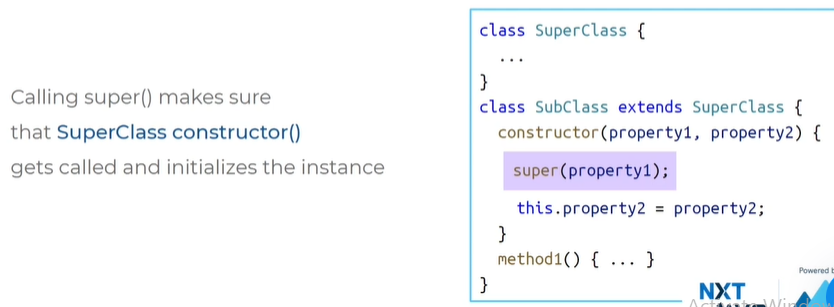 Calling super() makes sure
that SuperClass constructor()
gets called and initializes the instance
class SuperClass {
...
}
class SubClass extends SuperClass {
constructor(property1, property2) {
super(property1);
this.property2 = property2;
}
method1() { ... }
}
Powered b
NXT